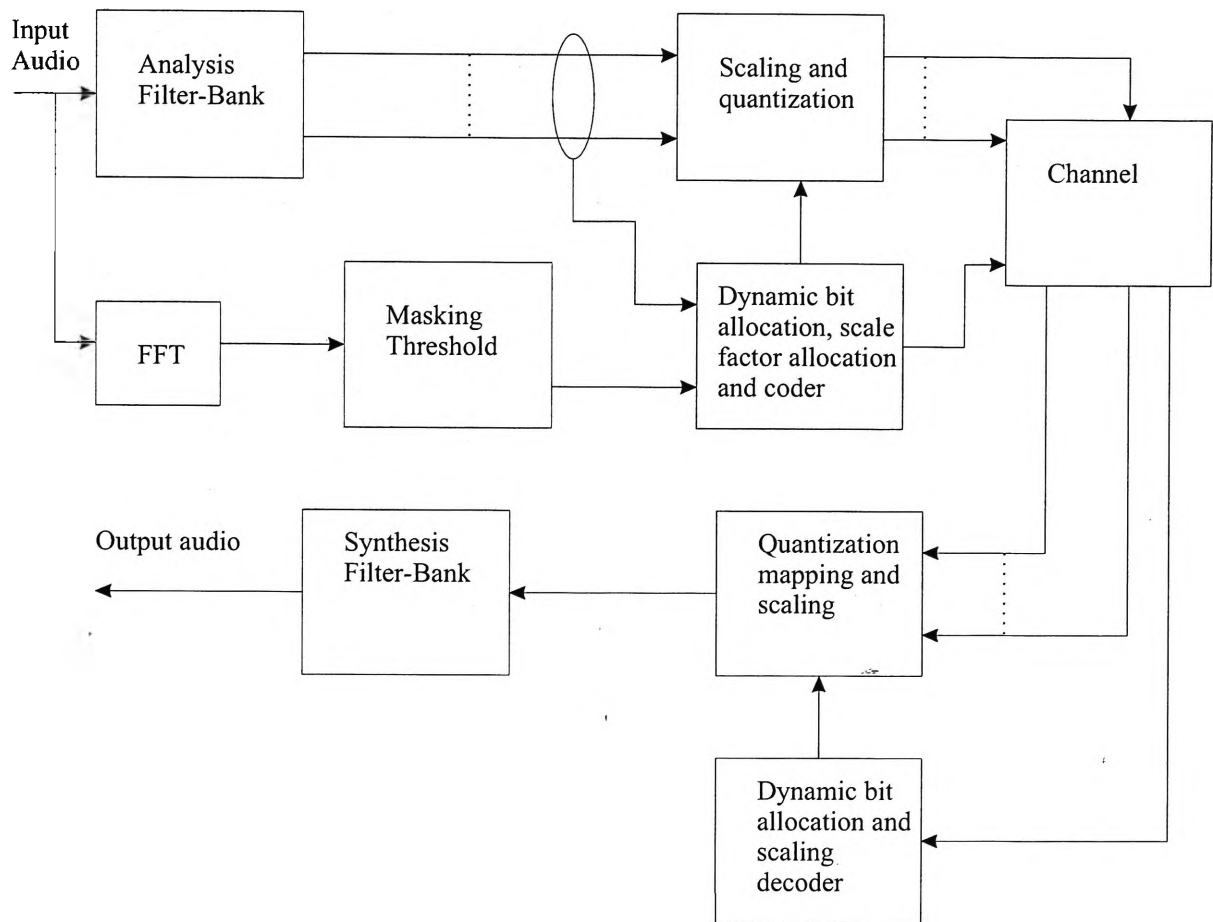 Input
Audio
Analysis
Filter-Bank
Scaling and
quantization
Channel
FFT
Masking
Threshold
Dynamic bit
allocation, scale
factor allocation
and coder
Output audio
Synthesis
Filter-Bank
Quantization
mapping and
scaling
Dynamic bit
allocation and
scaling
decoder